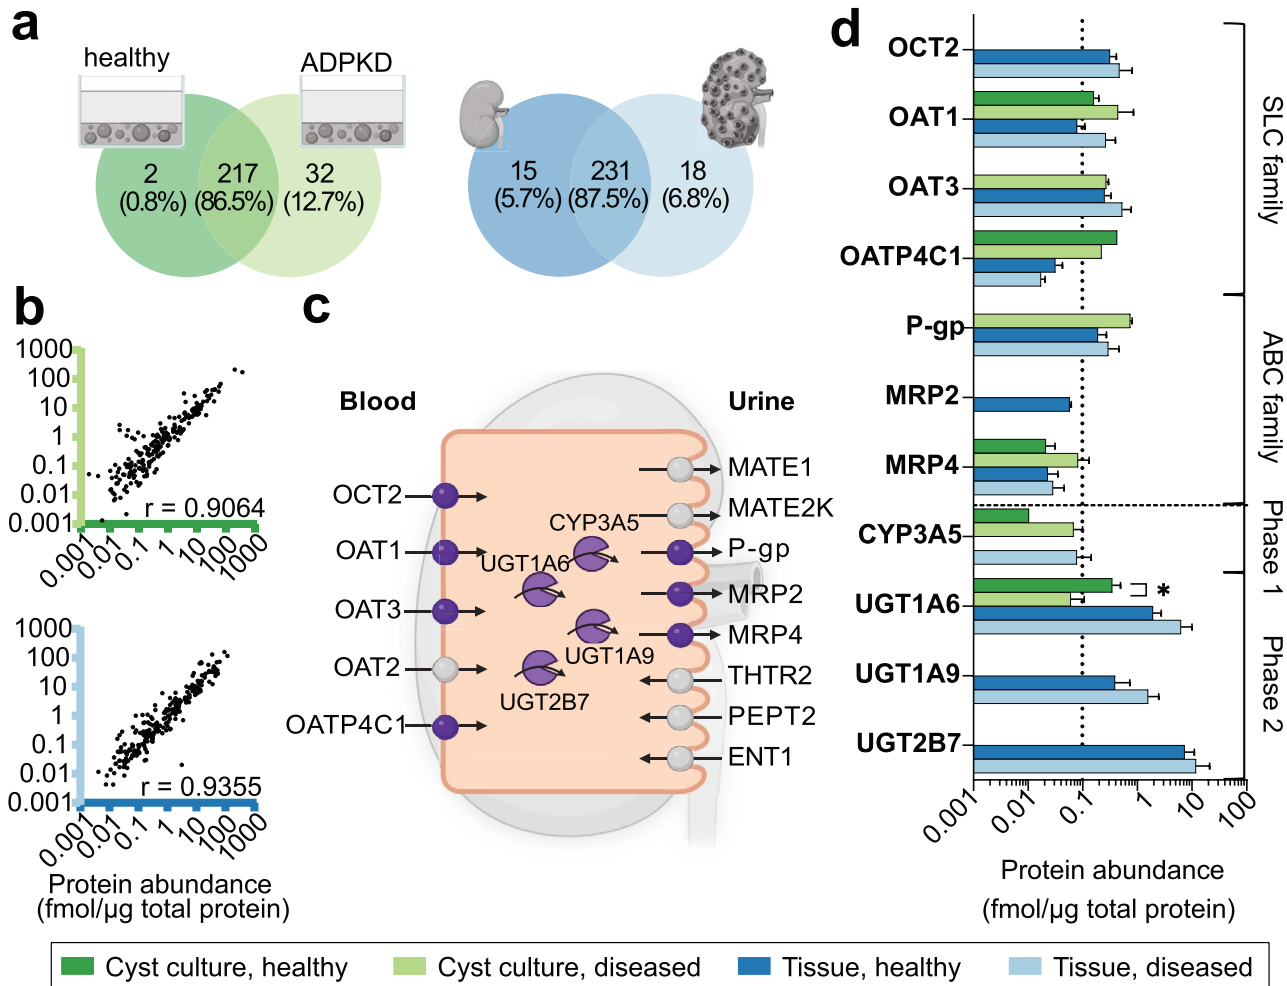 a
healthy
ADPKD
2
(0.8%)
217
(86.5%)
32
(12.7%)
15
(5.7%)
231
(87.5%)
18
(6.8%)
b
1000
100
10
1
0.1
0.01
0.001
r = 0.9064
0.001
0.01
0.1
1
10
100
1000
1000
100
10
1
0.1
0.01
0.001
r = 0.9355
0.001
0.01
0.1
1
10
100
1000
Protein abundance
(fmol/µg total protein)
c
Blood
Urine
OCT2
OAT1
OAT3
OAT2
OATP4C1
CYP3A5
UGT1A6
UGT1A9
UGT2B7
MATE1
MATE2K
P-gp
MRP2
MRP4
THTR2
PEPT2
ENT1
d
OCT2
OAT1
OAT3
OATP4C1
P-gp
MRP2
MRP4
CYP3A5
UGT1A6
*
UGT1A9
UGT2B7
SLC family
ABC family
Phase 1
Phase 2
0.001
0.01
0.1
1
10
100
Protein abundance
(fmol/µg total protein)
Cyst culture, healthy
Cyst culture, diseased
Tissue, healthy
Tissue, diseased